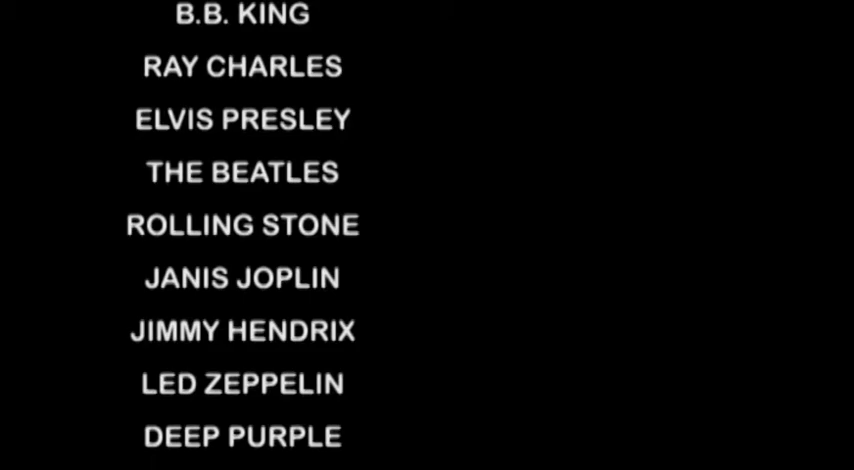 B.B. KING
RAY CHARLES
ELVIS PRESLEY
THE BEATLES
ROLLING STONE
JANIS JOPLIN
JIMMY HENDRIX
LED ZEPPELIN
DEEP PURPLE